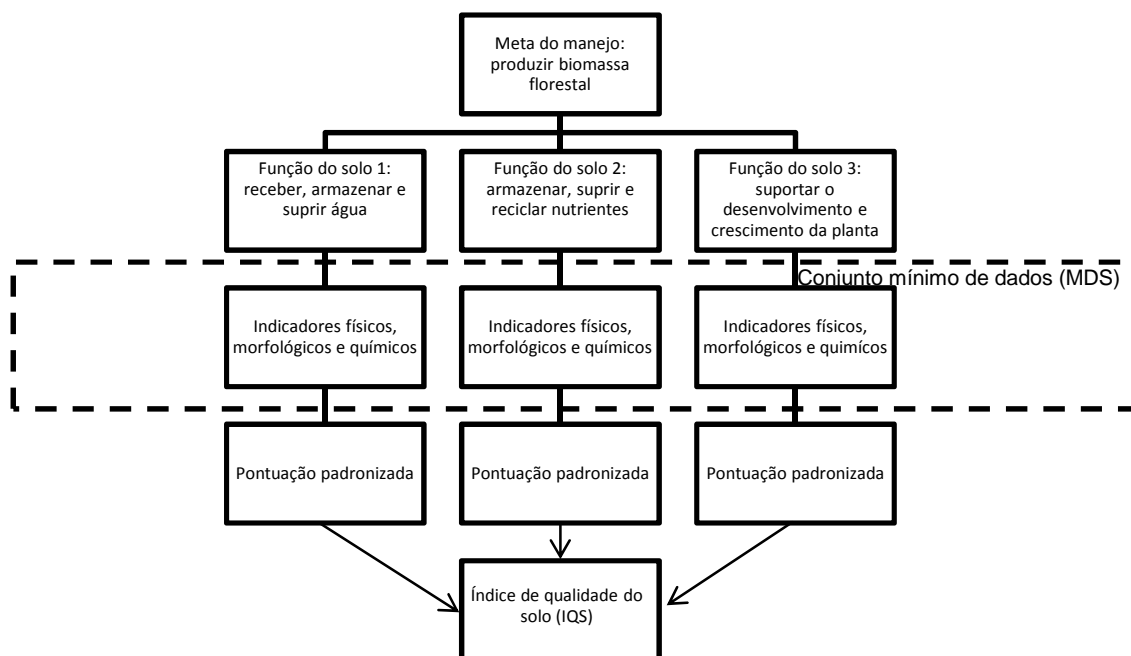 Meta do manejo:
produzir biomassa
florestal
Função do solo 1:
receber, armazenar e
suprir água
Função do solo 2:
armazenar, suprir e
reciclar nutrientes
Função do solo 3:
suportar o
desenvolvimento e
crescimento da planta
Conjunto mínimo de dados (MDS)
Indicadores físicos,
morfológicos e químicos
Indicadores físicos,
morfológicos e químicos
Indicadores físicos,
morfológicos e quimícos
Pontuação padronizada
Pontuação padronizada
Pontuação padronizada
Índice de qualidade do
solo (IQS)